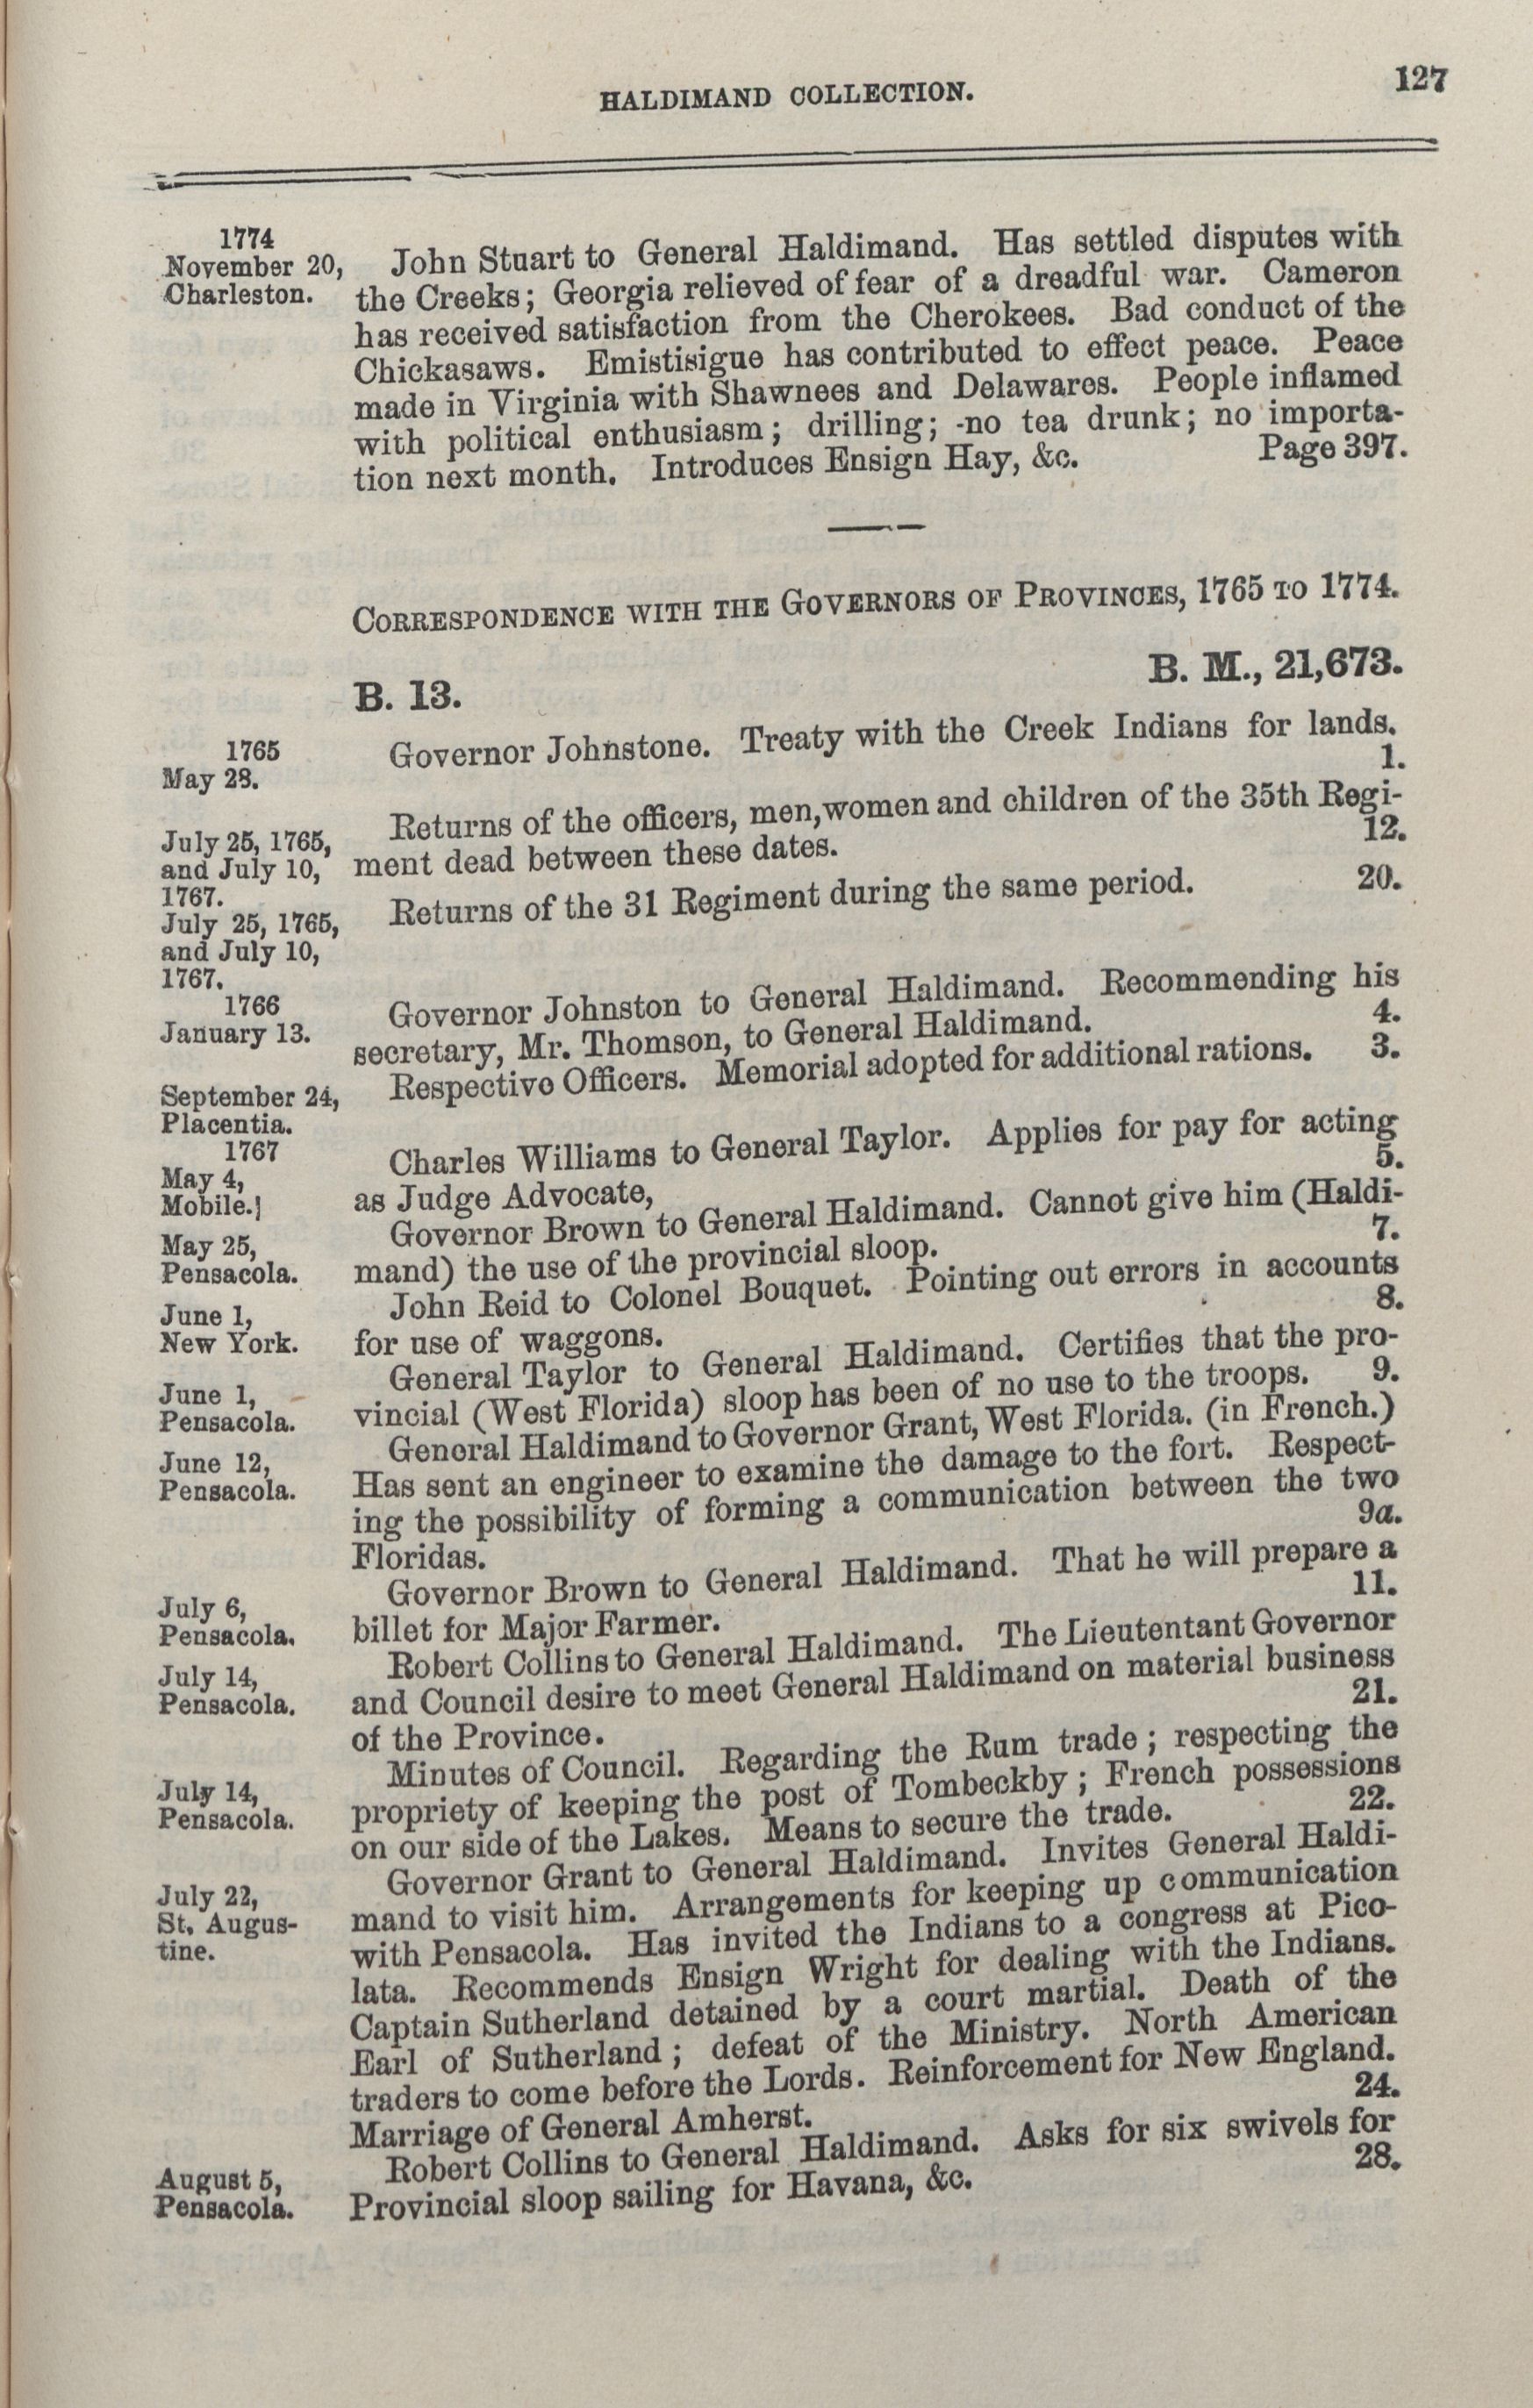 HALDIMAND COLLECTION.
127
1774
November 20,
Charleston.
John Stuart to General Haldimand. Has settled disputes with
the Creeks; Georgia relieved of fear of a dreadful war. Cameron
has received satisfaction from the Cherokees. Bad conduct of the
Chickasaws. Emistisigue has contributed to effect peace. Peace
made in Virginia with Shawnees and Delawares. People inflamed
with political enthusiasm; drilling; -no tea drunk; no importa-
tion next month. Introduces Ensign Hay, &c. Page 397.
CORRESPONDENCE WITH THE GOVERNORS OF PROVINCES, 1765 TO 1774.
B. 13. B. M., 21,673.
1765
May 28.
Governor Johnstone. Treaty with the Creek Indians for lands.
1.
July 25, 1765,
and July 10,
1767.
Returns of the officers, men,women and children of the 35th Regi-
ment dead between these dates. 12.
July 25, 1765,
and July 10,
1767.
Returns of the 31 Regiment during the same period. 20.
1766
January 13.
Governor Johnston to General Haldimand. Recommending his
secretary, Mr. Thomson, to General Haldimand. 4.
September 24,
Placentia.
Respective Officers. Memorial adopted for additional rations. 3.
1767
May 4,
Mobile.]
Charles Williams to General Taylor. Applies for pay for acting
as Judge Advocate, 5.
May 25,
Pensacola.
Governor Brown to General Haldimand. Cannot give him (Haldi-
mand) the use of the provincial sloop. 7.
June 1,
New York.
John Reid to Colonel Bouquet. Pointing out errors in accounts
for use of waggons. 8.
June 1,
Pensacola.
General Taylor to General Haldimand. Certifies that the pro-
vincial (West Florida) sloop has been of no use to the troops. 9.
June 12,
Pensacola.
General Haldimand to Governor Grant, West Florida. (in French.)
Has sent an engineer to examine the damage to the fort. Respect-
ing the possibility of forming a communication between the two
Floridas. 9a.
July 6,
Pensacola.
Governor Brown to General Haldimand. That he will prepare a
billet for Major Farmer. 11.
July 14,
Pensacola.
Robert Collins to General Haldimand. The Lieutentant Governor
and Council desire to meet General Haldimand on material business
of the Province. 21.
July 14,
Pensacola.
Minutes of Council. Regarding the Rum trade; respecting the
propriety of keeping the post of Tombeckby; French possessions
on our side of the Lakes. Means to secure the trade. 22.
July 22,
St. Augus-
tine.
Governor Grant to General Haldimand. Invites General Haldi-
mand to visit him. Arrangements for keeping up communication
with Pensacola. Has invited the Indians to a congress at Pico-
lata. Recommends Ensign Wright for dealing with the Indians.
Captain Sutherland detained by a court martial. Death of the
Earl of Sutherland; defeat of the Ministry. North American
traders to come before the Lords. Reinforcement for New England.
Marriage of General Amherst. 24.
August 5,
Pensacola.
Robert Collins to General Haldimand. Asks for six swivels for
Provincial sloop sailing for Havana, &c. 28.